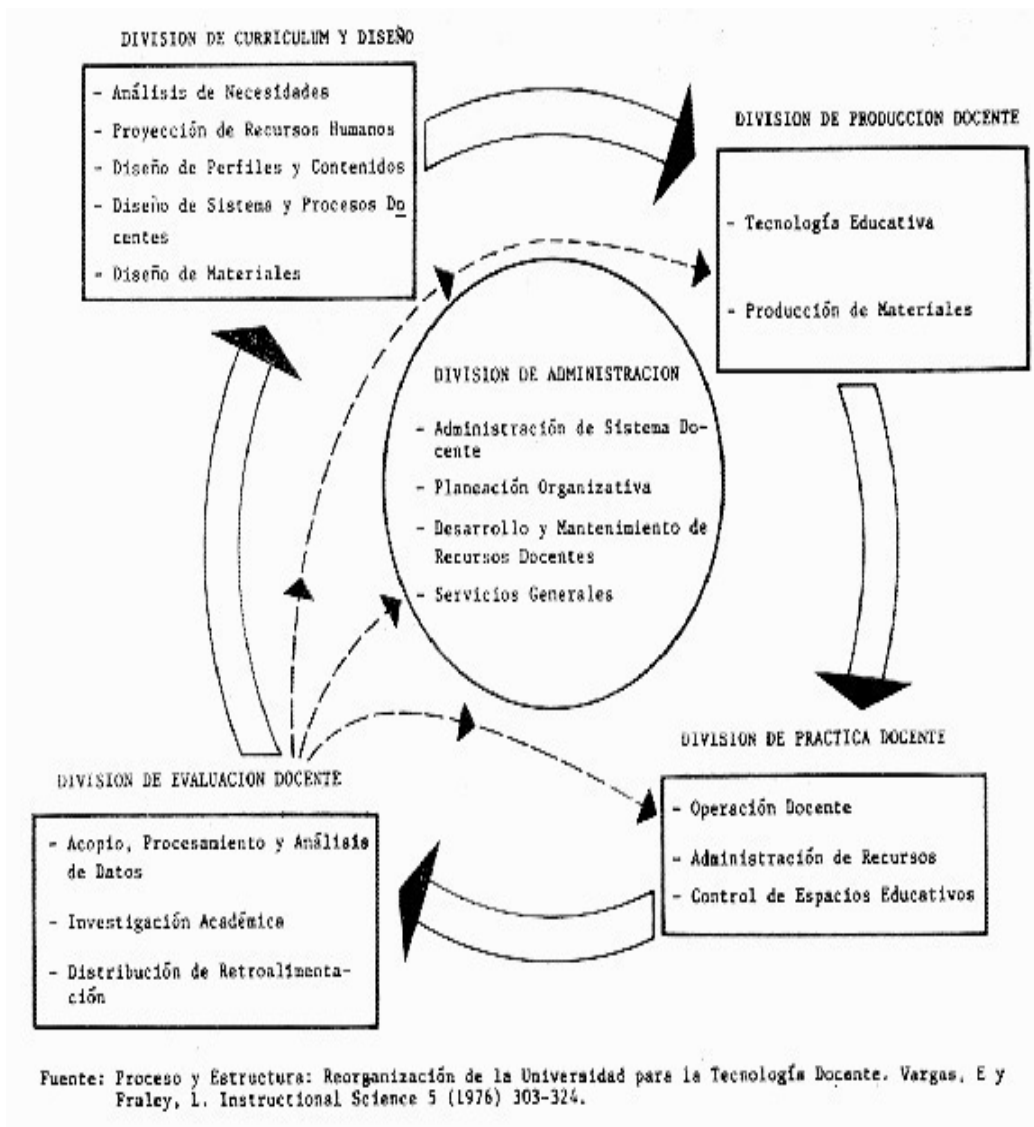 DIVISION DE CURRICULUM Y DISEÑO
- Análisis de Necesidades
- Proyección de Recursos Humanos
- Diseño de Perfiles y Contenidos
- Diseño de Sistema y Procesos Do
centes
- Diseño de Materiales
DIVISION DE PRODUCCION DOCENTE
- Tecnología Educativa
- Producción de Materiales
DIVISION DE ADMINISTRACION
- Administración de Sistema Do-
cente
- Planeación Organizativa
- Desarrollo y Mantenimiento de
Recursos Docentes
- Servicios Generales
DIVISION DE PRACTICA DOCENTE
- Operación Docente
- Administración de Recursos
- Control de Espacios Educativos
DIVISION DE EVALUACION DOCENTE
- Acopio, Procesamiento y Análisis
de Datos
- Investigación Académica
- Distribución de Retroalimenta-
ción
Fuente: Proceso y Estructura: Reorganización de la Universidad para la Tecnología Docente. Vargas, E y
Fraley, L. Instructional Science 5 (1976) 303-324.